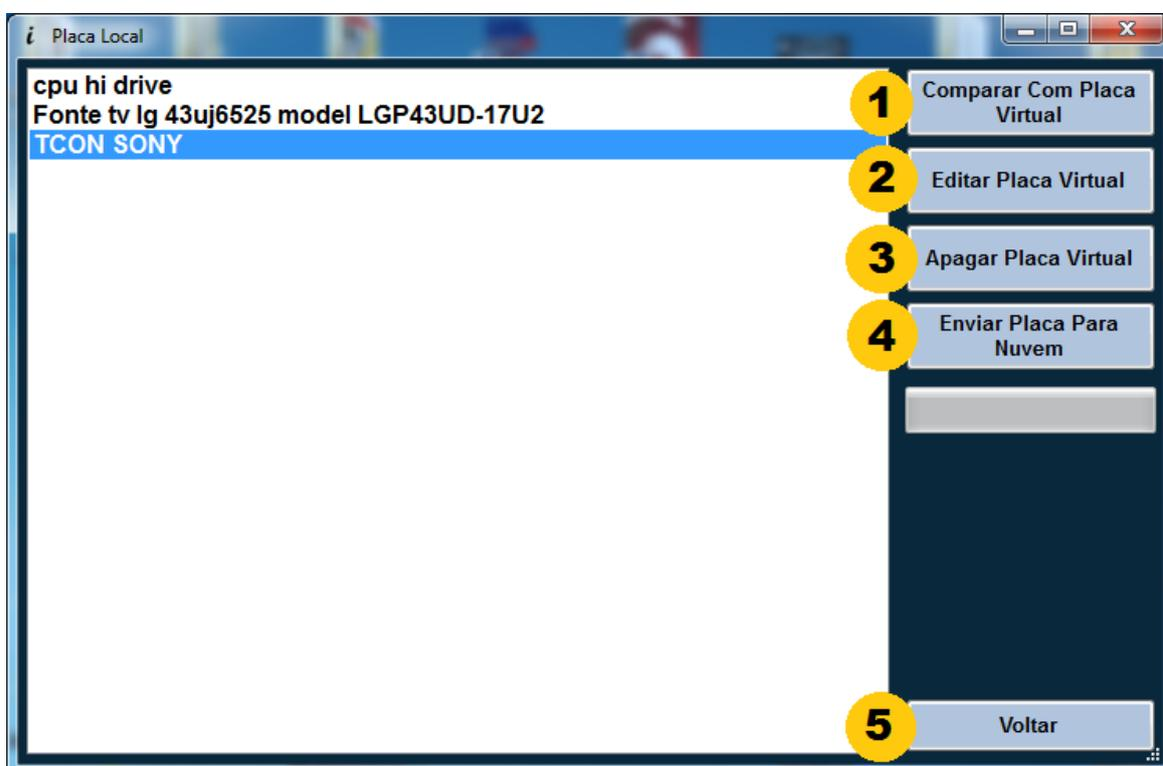 i Placa Local
cpu hi drive
Fonte tv lg 43uj6525 model LGP43UD-17U2
TCON SONY
1 Comparar Com Placa
Virtual
2 Editar Placa Virtual
3 Apagar Placa Virtual
4 Enviar Placa Para
Nuvem
5 Voltar